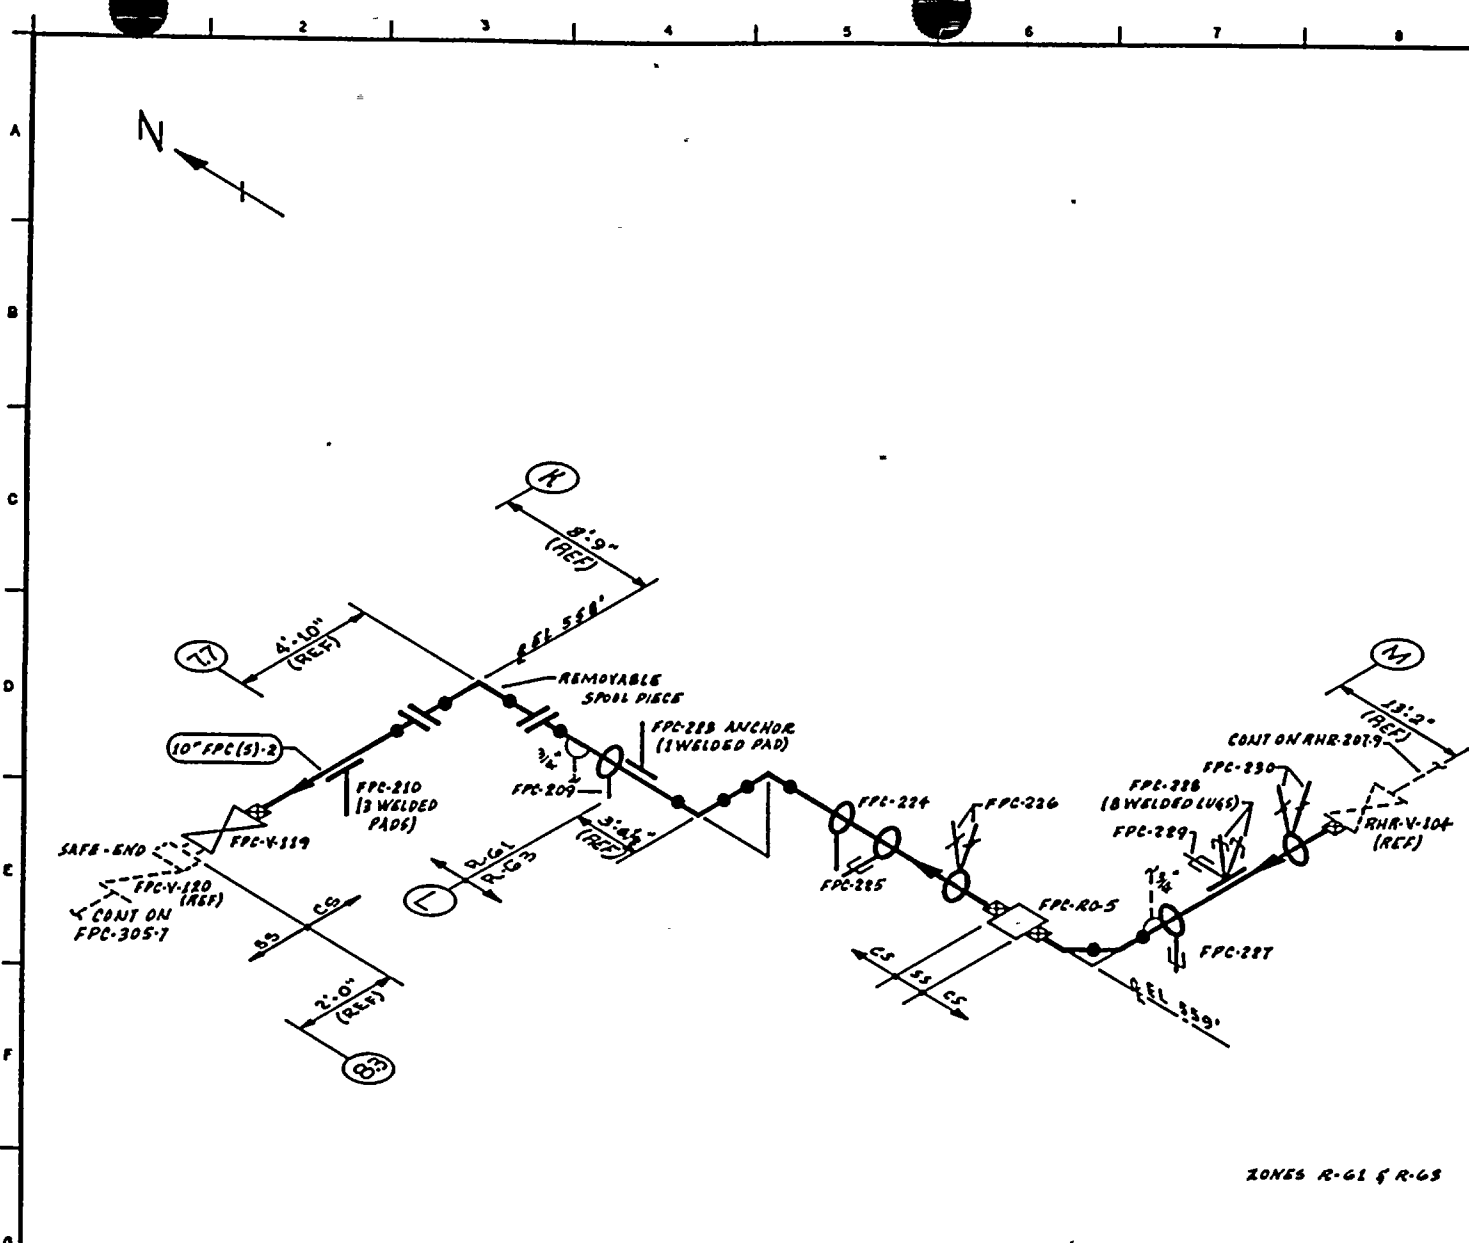 2 3 4 5 6 7 8
A
N
B
C
K
8'-9"
(REF)
℄ EL 558'
4'-10"
(REF)
7.7
D
REMOVABLE
SPOOL PIECE
M
13'-2"
(REF)
CONT ON RHR-207-9
10" FPC(5)-2
FPC-210
(3 WELDED
PADS)
3/4"
FPC-209
FPC-223 ANCHOR
(1 WELDED PAD)
FPC-224
FPC-226
FPC-225
FPC-230
FPC-228
(8 WELDED LUGS)
FPC-229
RHR-V-104
(REF)
E
FPC-V-119
SAFE-END
FPC-V-120
(REF)
CONT ON
FPC-305-7
CS
SS
R-61
R-63
L
(REF)
3/4"
FPC-RO-5
FPC-227
CS
SS
CS
℄ EL 559'
2'-0"
(REF)
8.3
F
ZONES R-61 & R-63
G